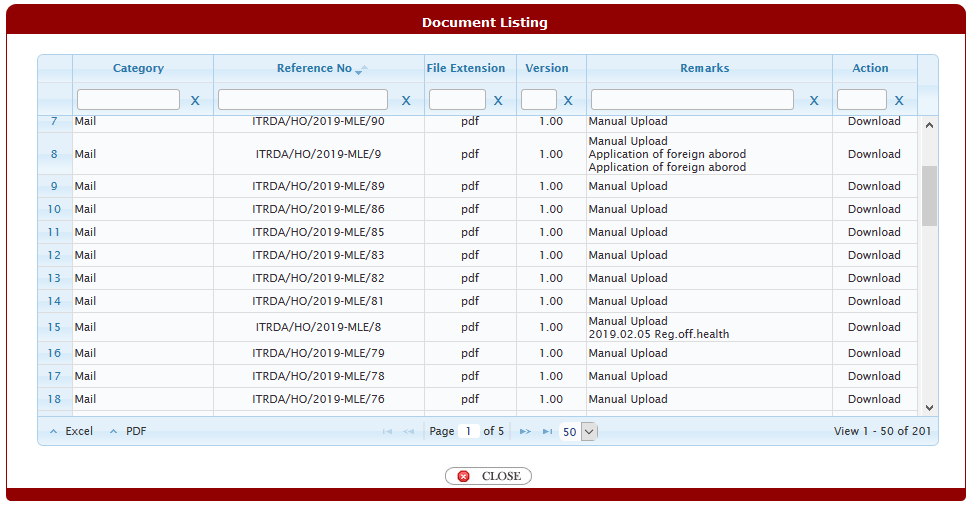 Document Listing
Category Reference No File Extension Version Remarks Action
X X X X X X
7 Mail ITRDA/HO/2019-MLE/90 pdf 1.00 Manual Upload Download
8 Mail ITRDA/HO/2019-MLE/9 pdf 1.00 Manual Upload Download
Application of foreign aborod
Application of foreign aborod
9 Mail ITRDA/HO/2019-MLE/89 pdf 1.00 Manual Upload Download
10 Mail ITRDA/HO/2019-MLE/86 pdf 1.00 Manual Upload Download
11 Mail ITRDA/HO/2019-MLE/85 pdf 1.00 Manual Upload Download
12 Mail ITRDA/HO/2019-MLE/83 pdf 1.00 Manual Upload Download
13 Mail ITRDA/HO/2019-MLE/82 pdf 1.00 Manual Upload Download
14 Mail ITRDA/HO/2019-MLE/81 pdf 1.00 Manual Upload Download
15 Mail ITRDA/HO/2019-MLE/8 pdf 1.00 Manual Upload Download
2019.02.05 Reg.off.health
16 Mail ITRDA/HO/2019-MLE/79 pdf 1.00 Manual Upload Download
17 Mail ITRDA/HO/2019-MLE/78 pdf 1.00 Manual Upload Download
18 Mail ITRDA/HO/2019-MLE/76 pdf 1.00 Manual Upload Download
Excel PDF Page 1 of 5 50 View 1 - 50 of 201
CLOSE